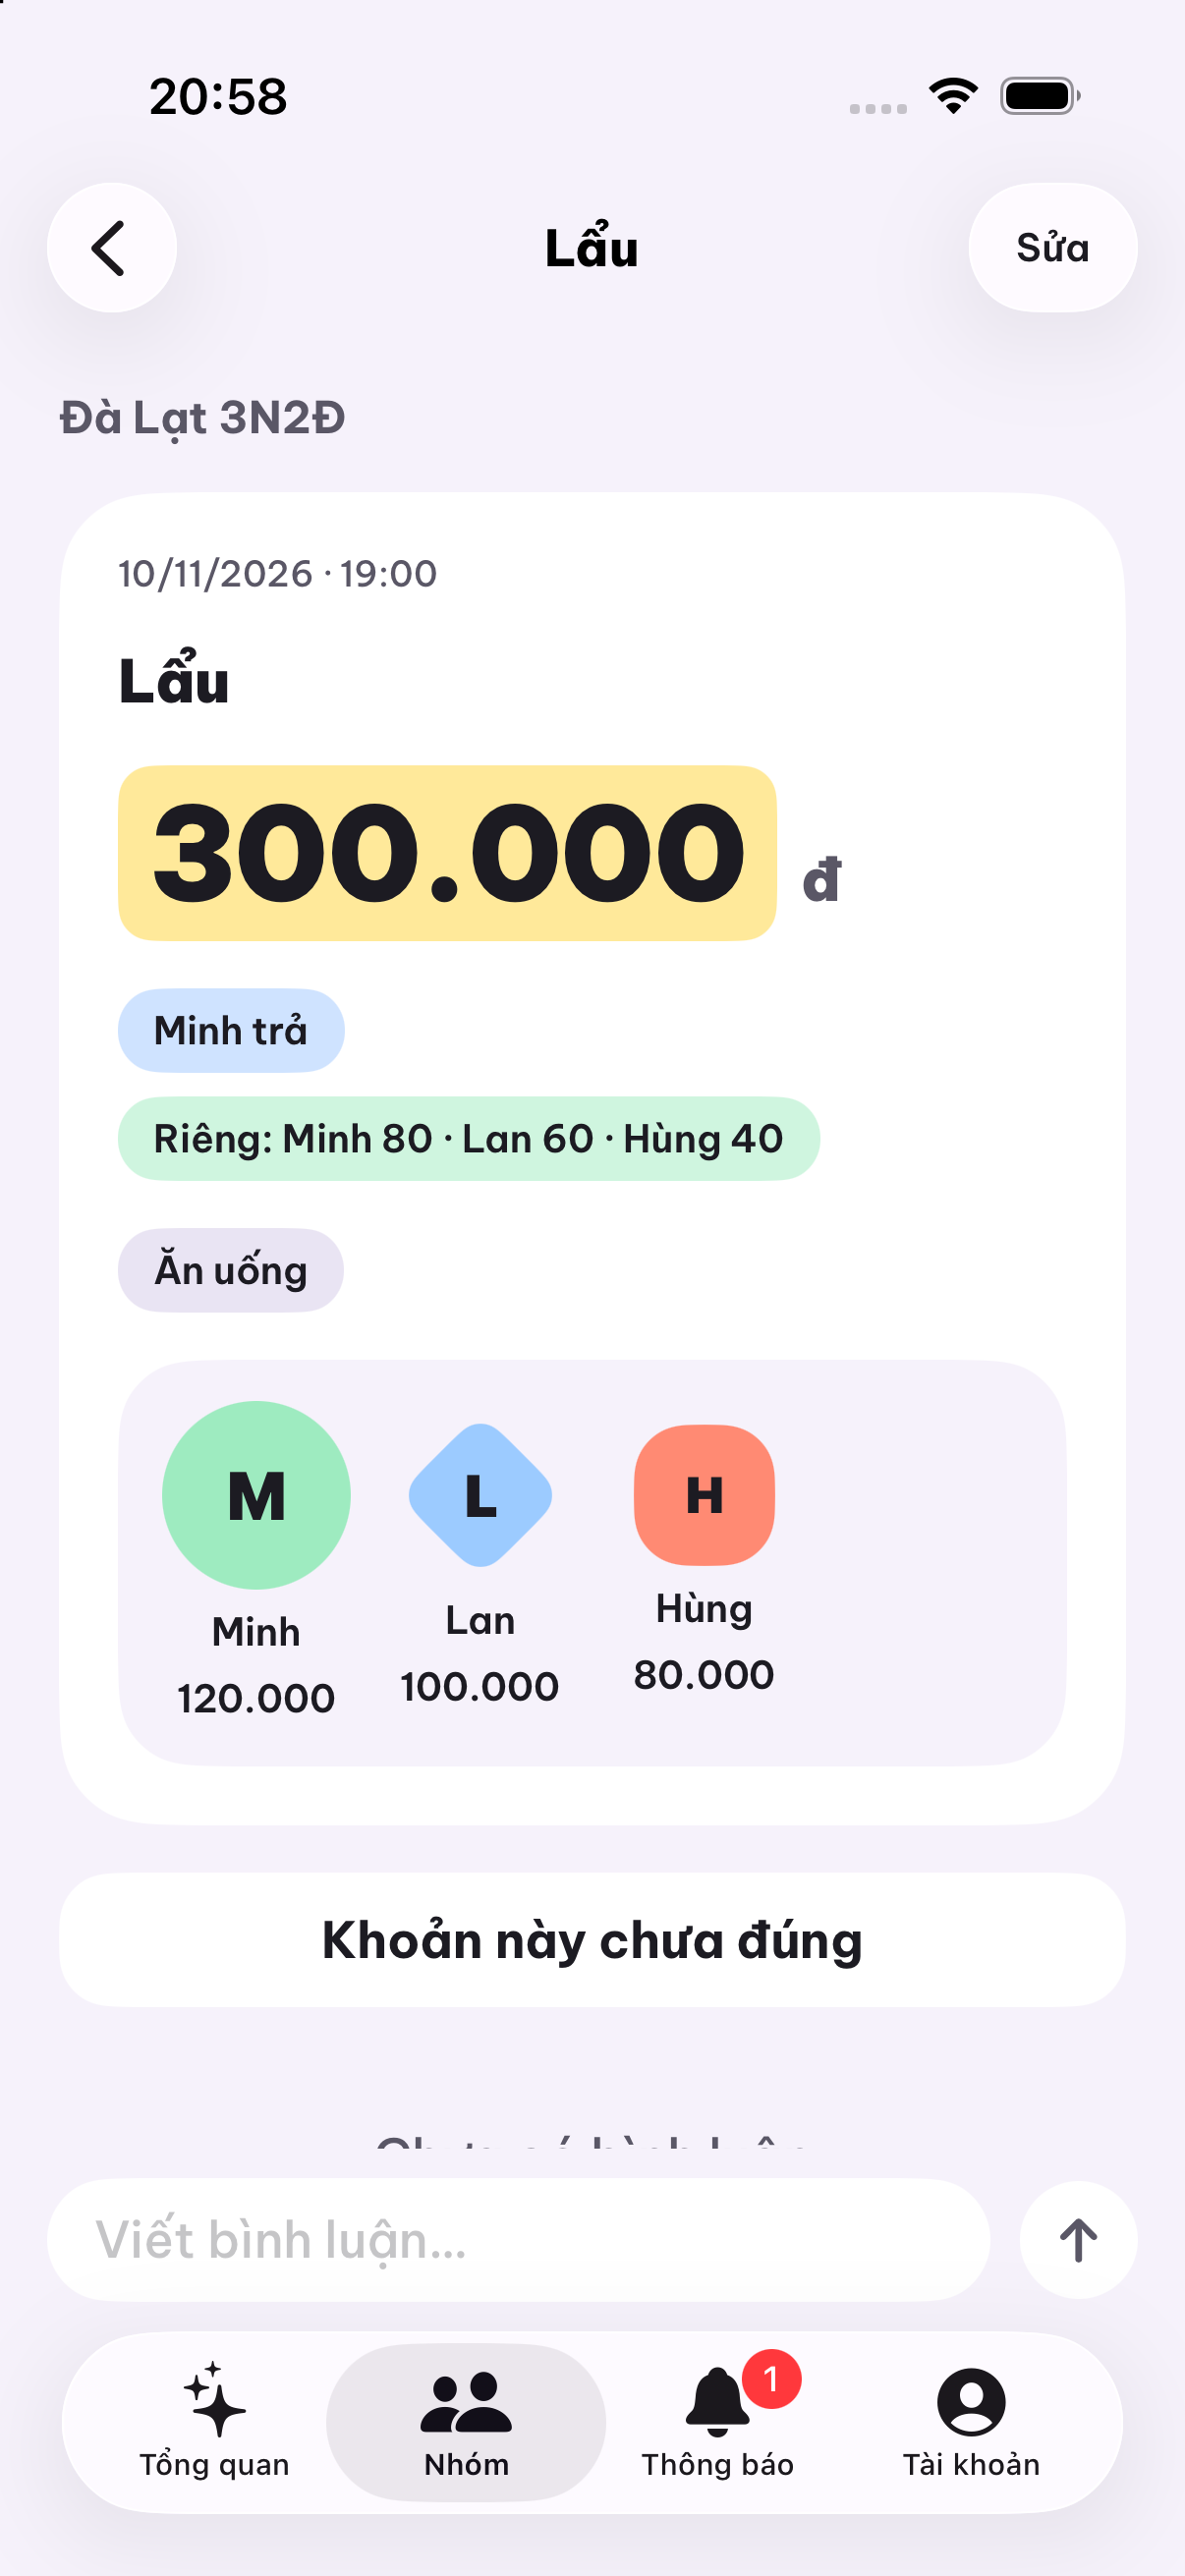 20:58
Lẩu
Sửa
Đà Lạt 3N2Đ
10/11/2026 · 19:00
Lẩu
300.000 đ
Minh trả
Riêng: Minh 80 · Lan 60 · Hùng 40
Ăn uống
M L H
Minh Lan Hùng
120.000 100.000 80.000
Khoản này chưa đúng
Viết bình luận...
1
Tổng quan Nhóm Thông báo Tài khoản